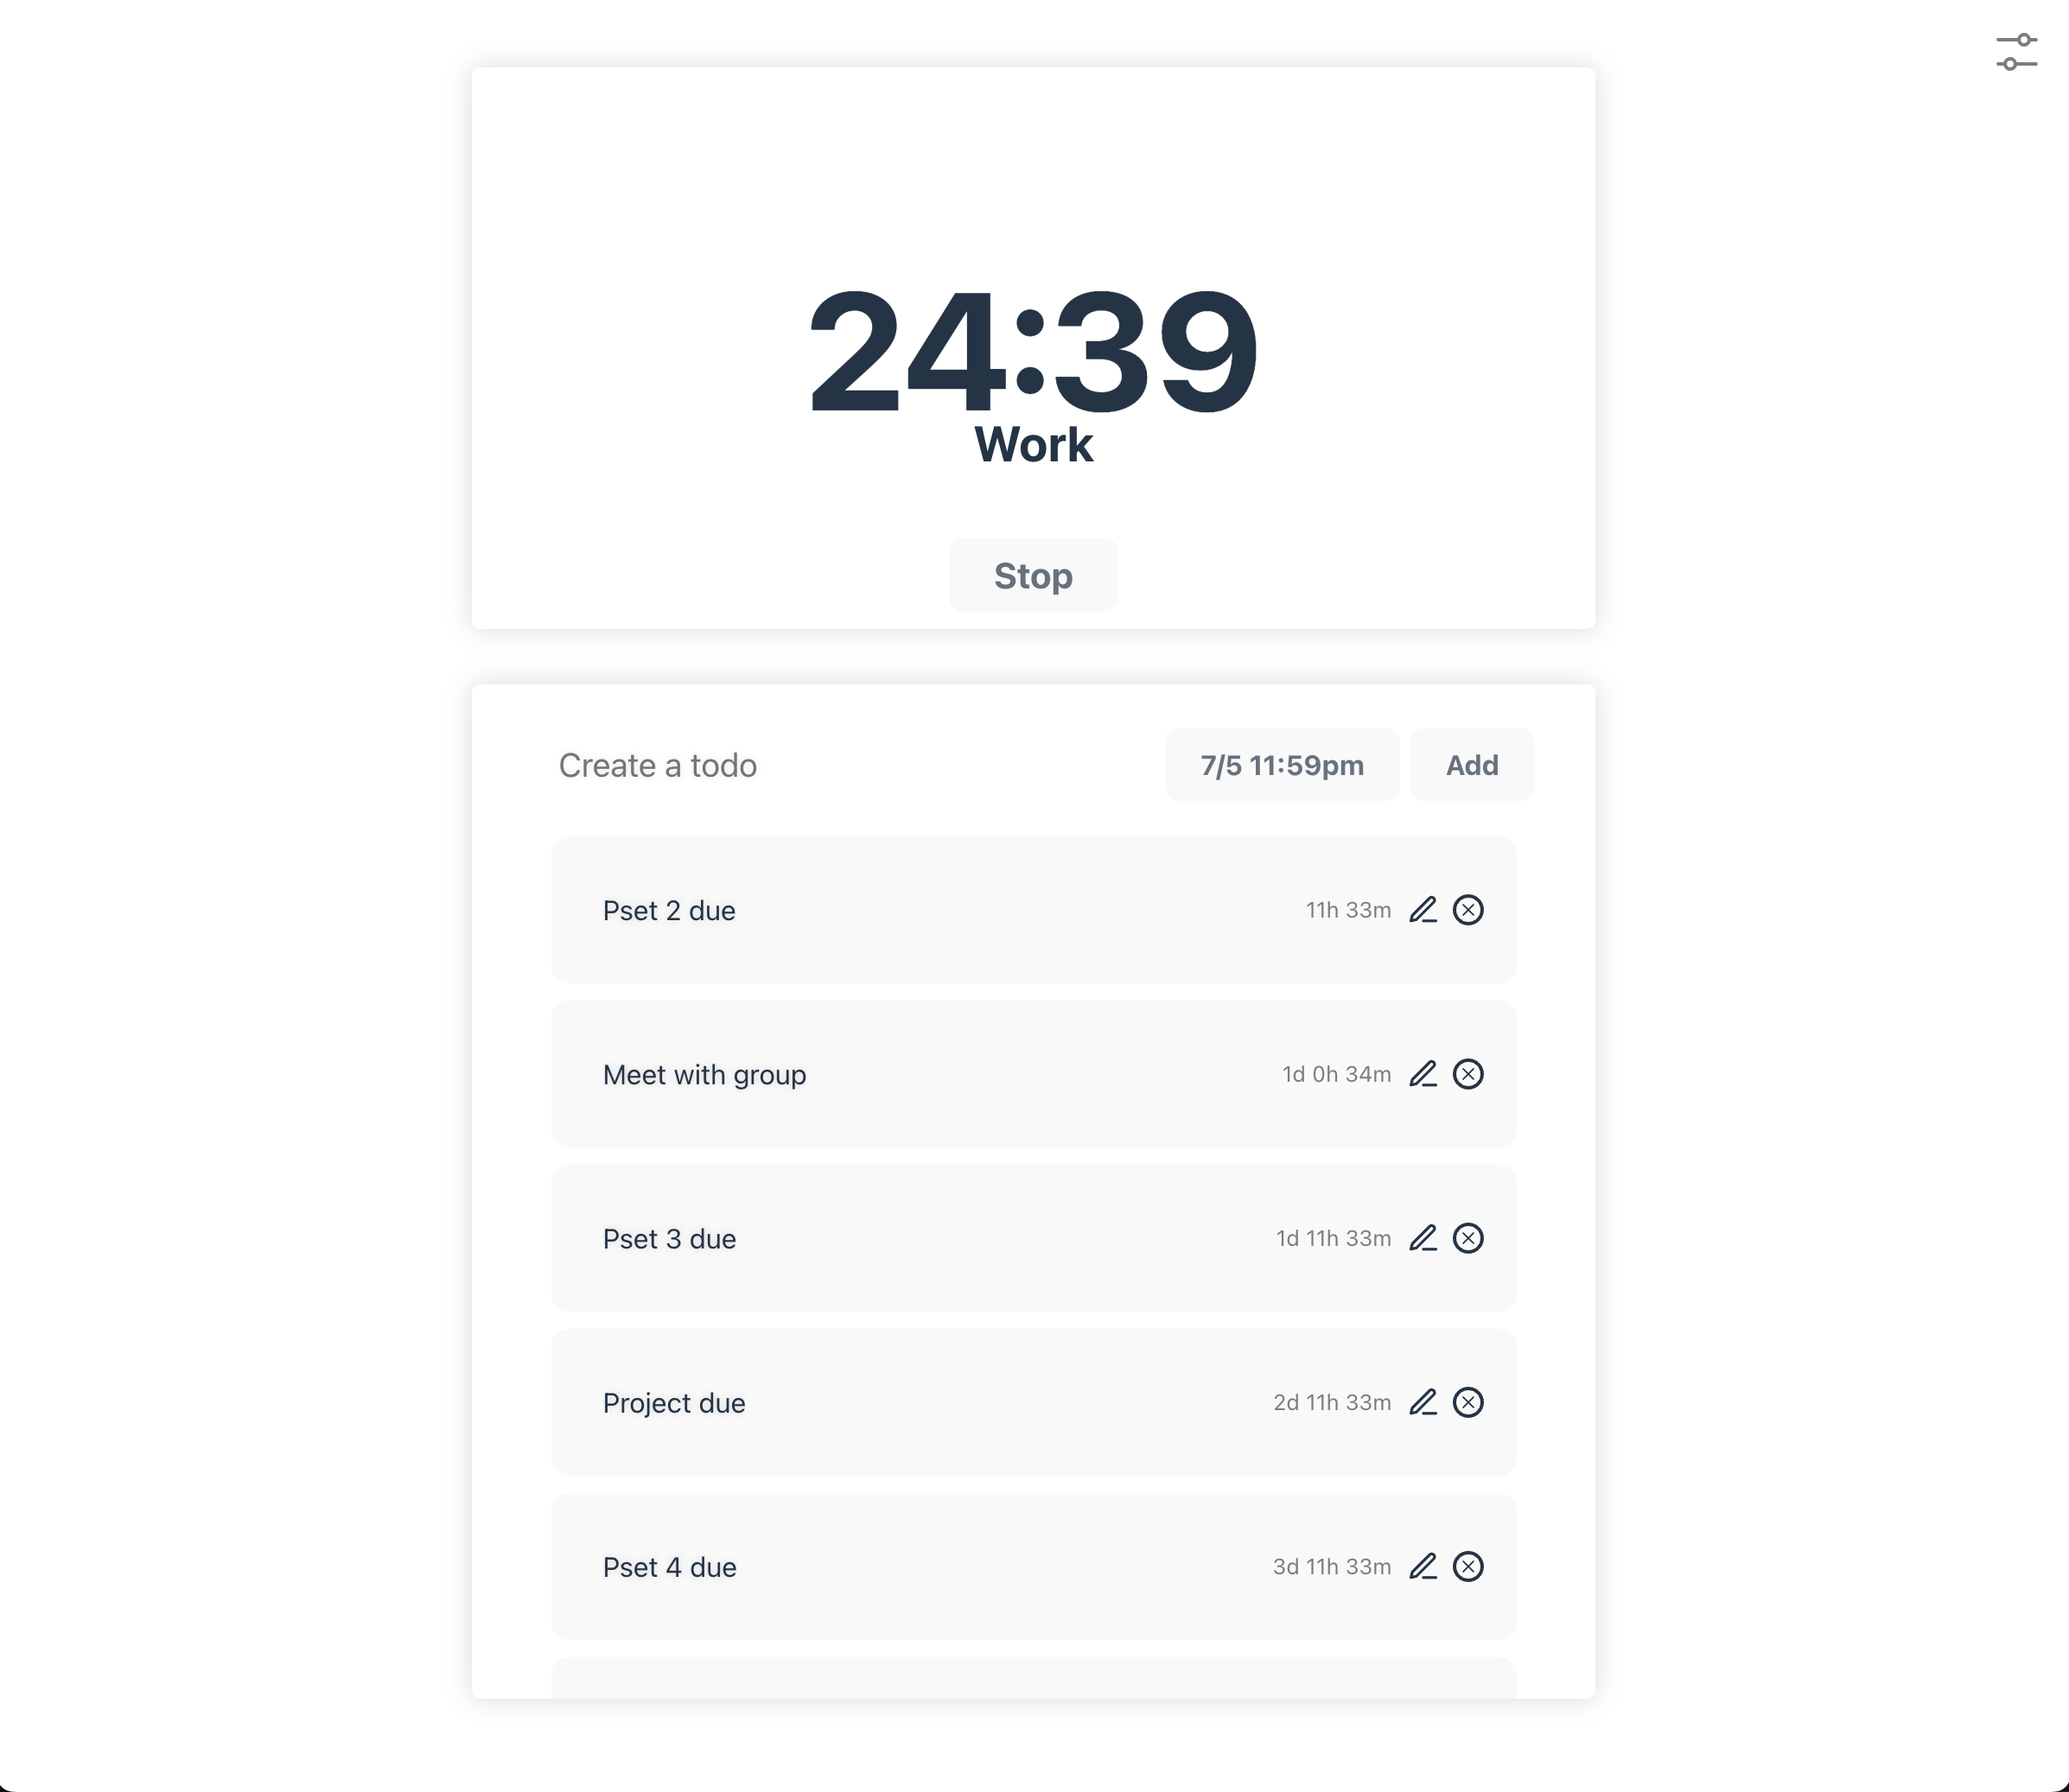 24:39
Work
Stop
Create a todo 7/5 11:59pm Add
Pset 2 due 11h 33m
Meet with group 1d 0h 34m
Pset 3 due 1d 11h 33m
Project due 2d 11h 33m
Pset 4 due 3d 11h 33m